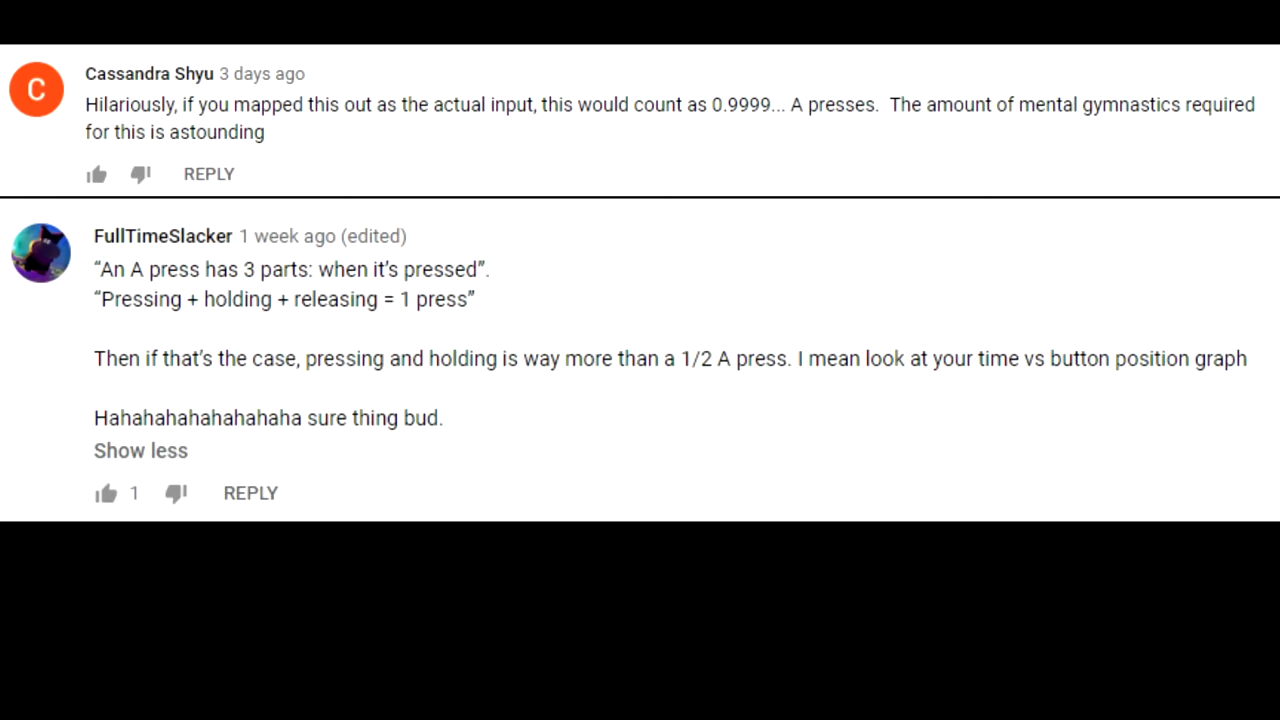 C
Cassandra Shyu 3 days ago
Hilariously, if you mapped this out as the actual input, this would count as 0.9999... A presses.  The amount of mental gymnastics required
for this is astounding
REPLY
FullTimeSlacker 1 week ago (edited)
“An A press has 3 parts: when it’s pressed”.
“Pressing + holding + releasing = 1 press”
Then if that’s the case, pressing and holding is way more than a 1/2 A press. I mean look at your time vs button position graph
Hahahahahahahahaha sure thing bud.
Show less
1 REPLY